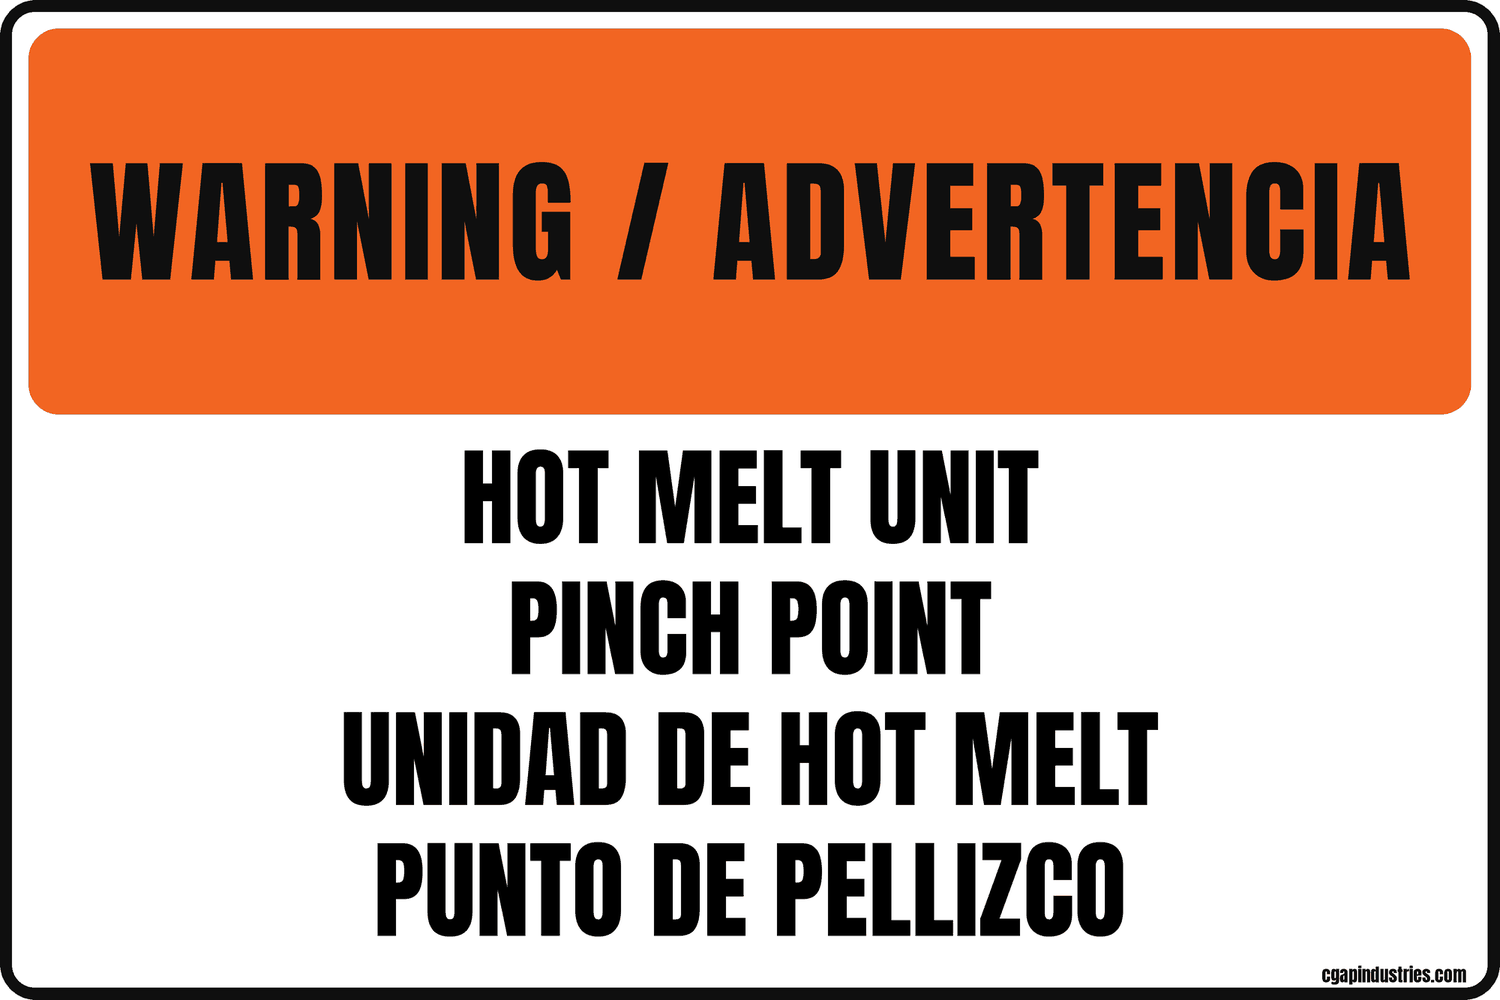 WARNING / ADVERTENCIA
HOT MELT UNIT
PINCH POINT
UNIDAD DE HOT MELT
PUNTO DE PELLIZCO
cgapindustries.com